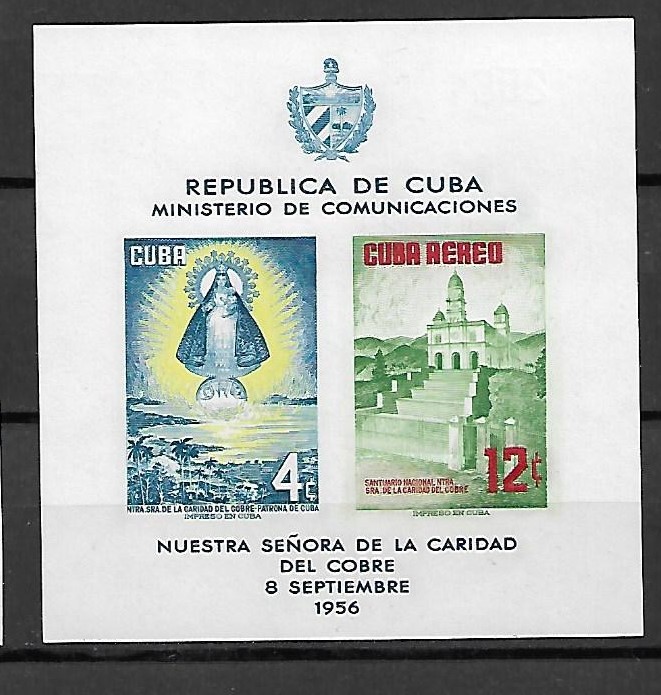 REPUBLICA DE CUBA
MINISTERIO DE COMUNICACIONES
CUBA
4¢
NTRA. SRA. DE LA CARIDAD DEL COBRE-PATRONA DE CUBA
IMPRESO EN CUBA
CUBA AEREO
SANTUARIO NACIONAL NTRA.
SRA. DE LA CARIDAD DEL COBRE
12¢
IMPRESO EN CUBA
NUESTRA SEÑORA DE LA CARIDAD
DEL COBRE
8 SEPTIEMBRE
1956